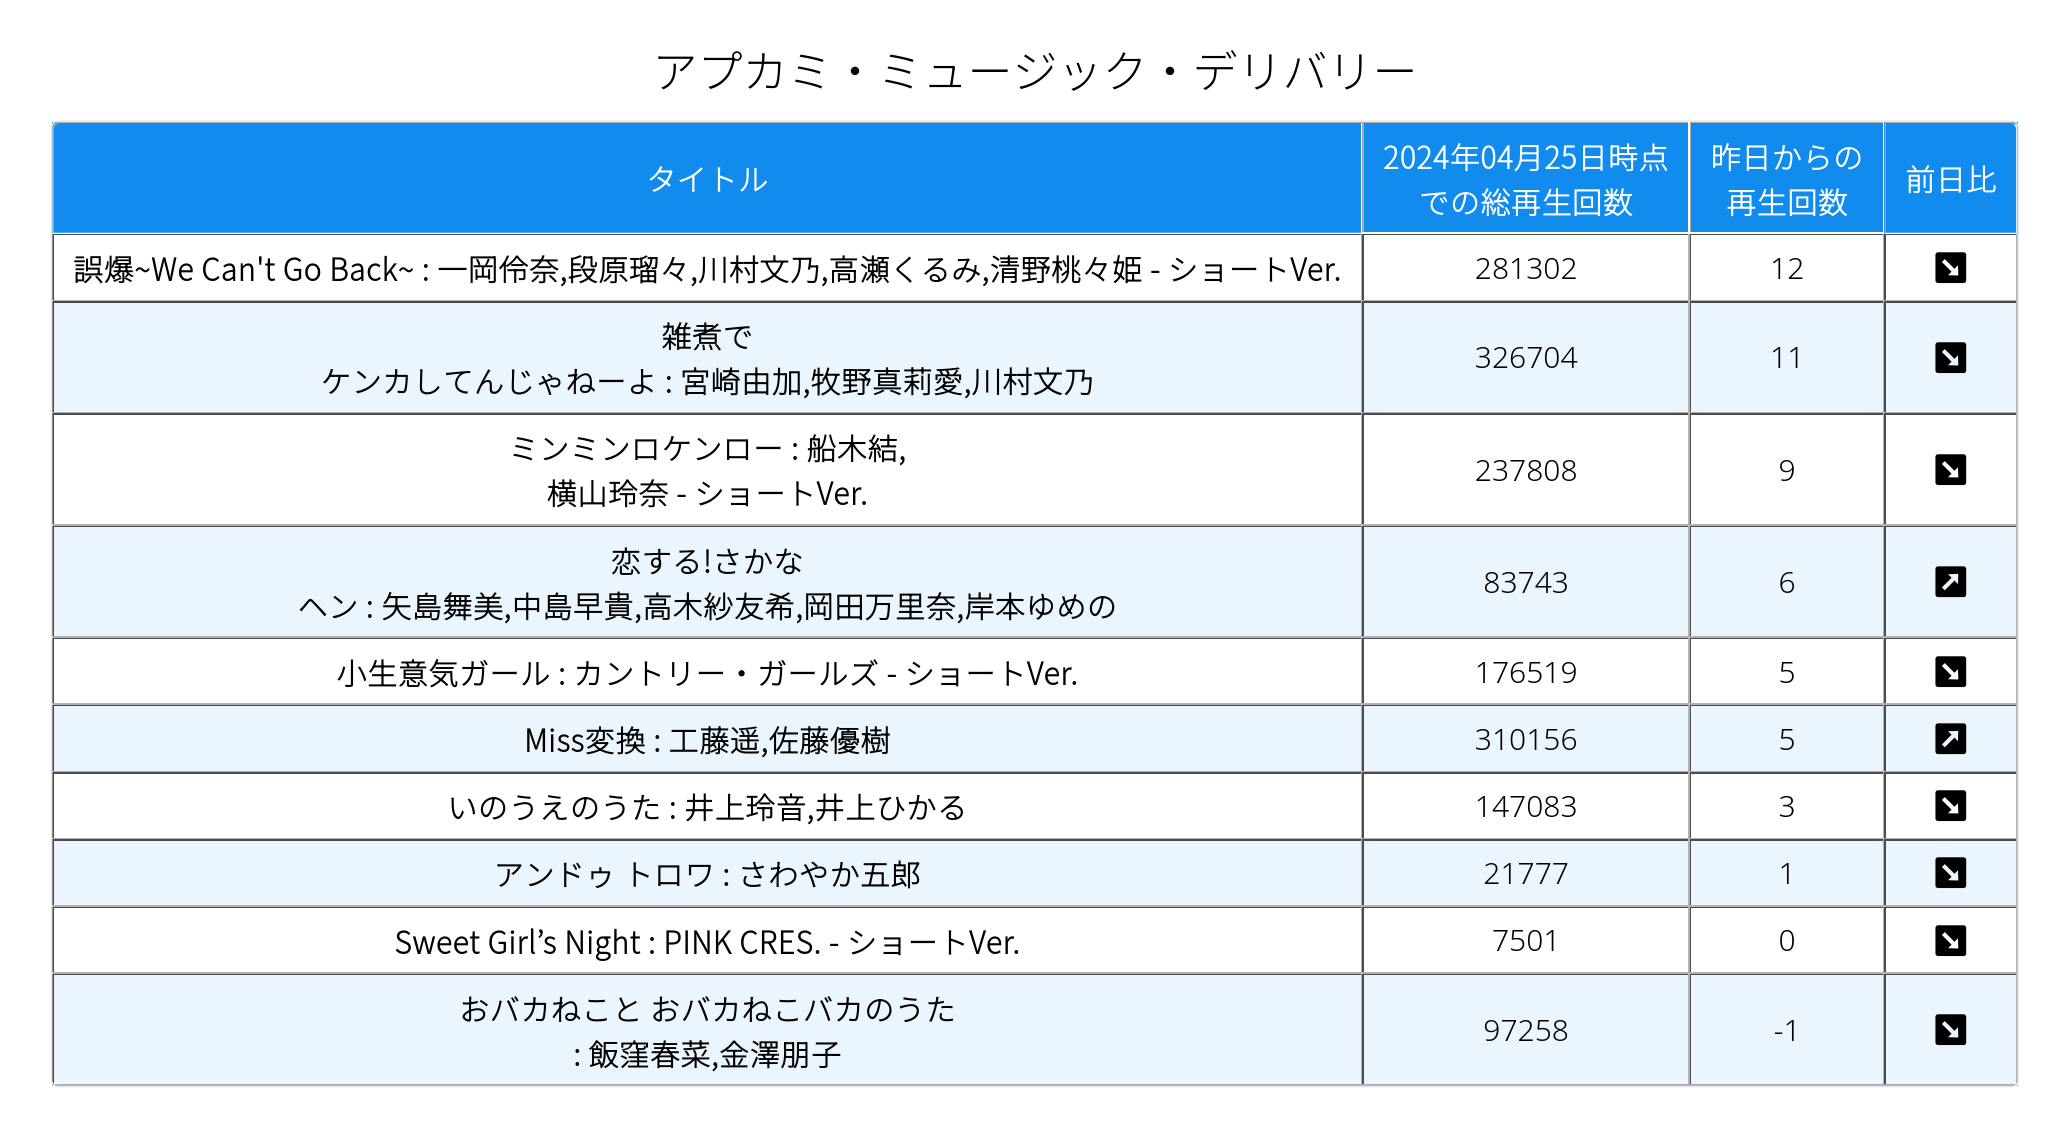 アプカミ・ミュージック・デリバリー
タイトル
2024年04月25日時点
での総再生回数
昨日からの
再生回数
前日比
誤爆~We Can't Go Back~ : 一岡伶奈,段原瑠々,川村文乃,高瀬くるみ,清野桃々姫 - ショートVer.
281302
12
雑煮で
ケンカしてんじゃねーよ : 宮崎由加,牧野真莉愛,川村文乃
326704
11
ミンミンロケンロー : 船木結,
横山玲奈 - ショートVer.
237808
9
恋する!さかな
ヘン : 矢島舞美,中島早貴,高木紗友希,岡田万里奈,岸本ゆめの
83743
6
小生意気ガール : カントリー・ガールズ - ショートVer.
176519
5
Miss変換 : 工藤遥,佐藤優樹
310156
5
いのうえのうた : 井上玲音,井上ひかる
147083
3
アンドゥ トロワ : さわやか五郎
21777
1
Sweet Girl’s Night : PINK CRES. - ショートVer.
7501
0
おバカねこと おバカねこバカのうた
: 飯窪春菜,金澤朋子
97258
-1